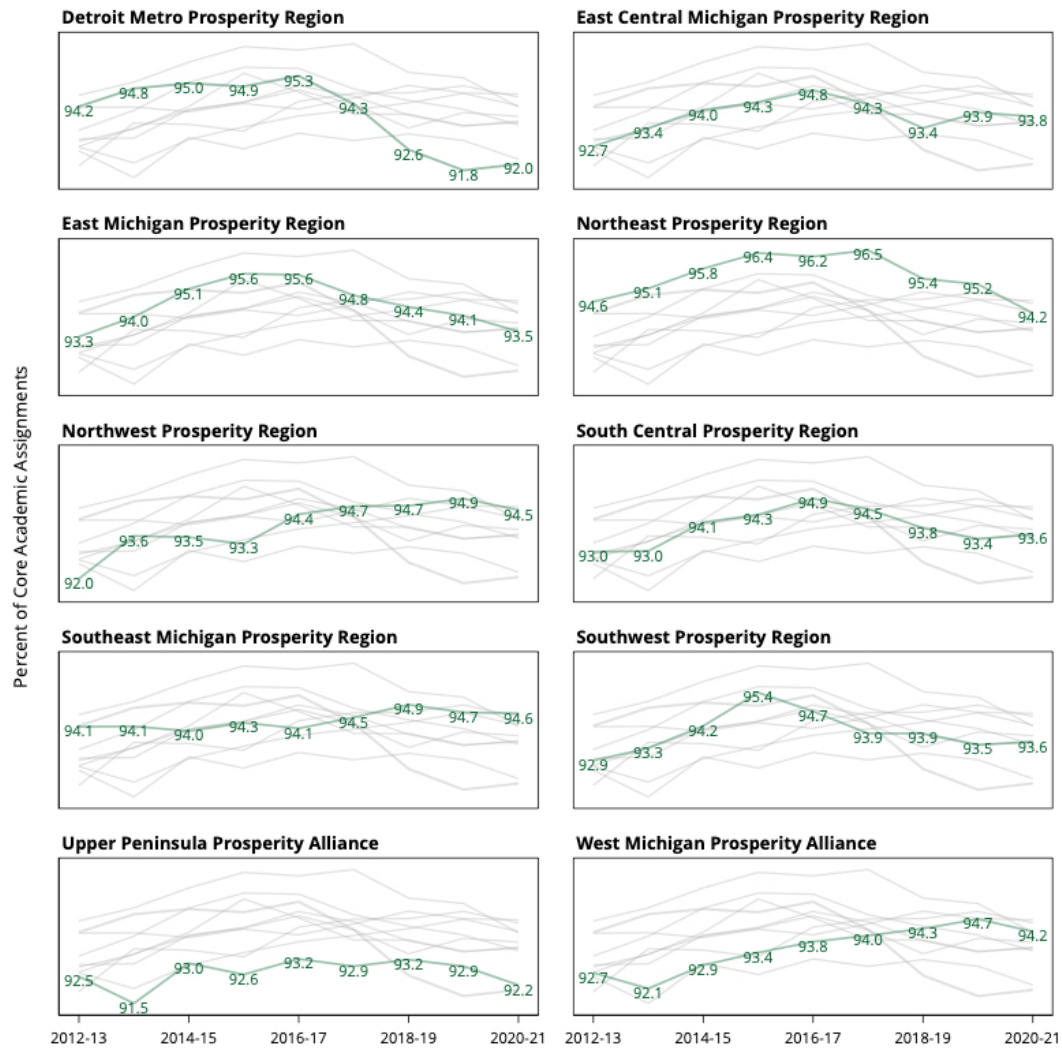 Detroit Metro Prosperity Region
94.2 94.8 95.0 94.9 95.3 94.3 92.6 91.8 92.0
East Central Michigan Prosperity Region
92.7 93.4 94.0 94.3 94.8 94.3 93.4 93.9 93.8
East Michigan Prosperity Region
93.3 94.0 95.1 95.6 95.6 94.8 94.4 94.1 93.5
Northeast Prosperity Region
94.6 95.1 95.8 96.4 96.2 96.5 95.4 95.2 94.2
Percent of Core Academic Assignments
Northwest Prosperity Region
92.0 93.6 93.5 93.3 94.4 94.7 94.7 94.9 94.5
South Central Prosperity Region
93.0 93.0 94.1 94.3 94.9 94.5 93.8 93.4 93.6
Southeast Michigan Prosperity Region
94.1 94.1 94.0 94.3 94.1 94.5 94.9 94.7 94.6
Southwest Prosperity Region
92.9 93.3 94.2 95.4 94.7 93.9 93.9 93.5 93.6
Upper Peninsula Prosperity Alliance
92.5 91.5 93.0 92.6 93.2 92.9 93.2 92.9 92.2
West Michigan Prosperity Alliance
92.7 92.1 92.9 93.4 93.8 94.0 94.3 94.7 94.2
2012-13 2014-15 2016-17 2018-19 2020-21
2012-13 2014-15 2016-17 2018-19 2020-21